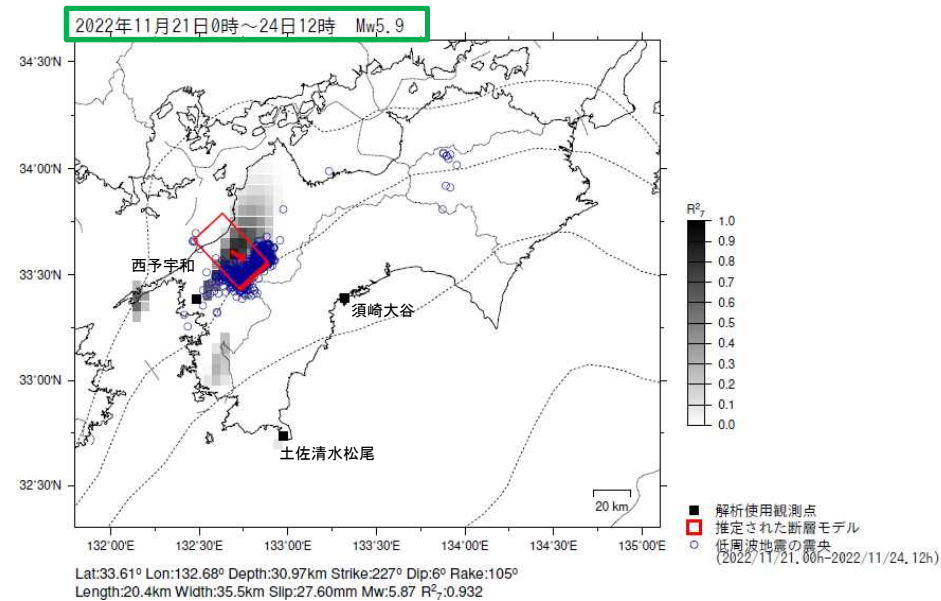 2022年11月21日0時～24日12時　Mw5.9
34°30'N
34°00'N
33°30'N
33°00'N
32°30'N
132°00'E
132°30'E
133°00'E
133°30'E
134°00'E
134°30'E
135°00'E
西予宇和
須崎大谷
土佐清水松尾
20 km
R²₇
1.0
0.9
0.8
0.7
0.6
0.5
0.4
0.3
0.2
0.1
0.0
解析使用観測点
推定された断層モデル
低周波地震の震央
(2022/11/21.00h-2022/11/24.12h)
Lat:33.61º Lon:132.68º Depth:30.97km Strike:227º Dip:6º Rake:105º
Length:20.4km Width:35.5km Slip:27.60mm Mw:5.87 R²₇:0.932